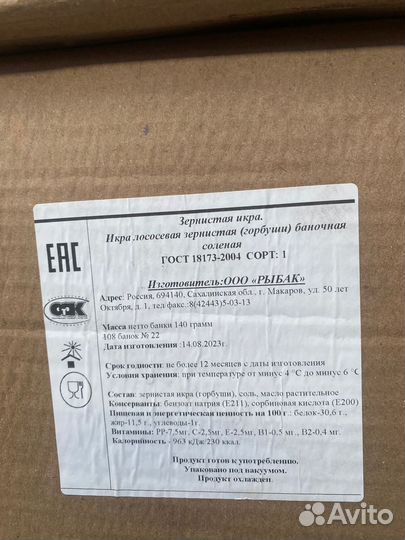 Зернистая икра.
Икра лососевая зернистая (горбуши) баночная
соленая
ГОСТ 18173-2004 СОРТ: 1
Изготовитель:ООО «РЫБАК»
Адрес: Россия, 694140, Сахалинская обл., г. Макаров, ул. 50 лет
Октября, д. 1, тел факс.:8(42443)5-03-13
Масса нетто банки 140 грамм
108 банок № 22
Дата изготовления :14.08.2023г.
Срок годности: не более 12 месяцев с даты изготовления
Условия хранения: при температуре от минус 4 °С до минус 6 °С
Состав: зернистая икра (горбуши), соль, масло растительное
Консерванты: бензоат натрия (Е211), сорбиновая кислота (Е200)
Пищевая и энергетическая ценность на 100 г.: белок-30,6 г.,
жир-11,5 г., углеводы-1г.
Витамины: РР-7,5мг., С-2,5мг, Е-2,5мг, В1-0,5 мг., В2-0,4 мг.
Калорийность - 963 кДж/230 ккал.
Продукт готов к употреблению.
Упаковано под вакуумом.
Продукт охлажден.
ЕАС
ОТК
Avito